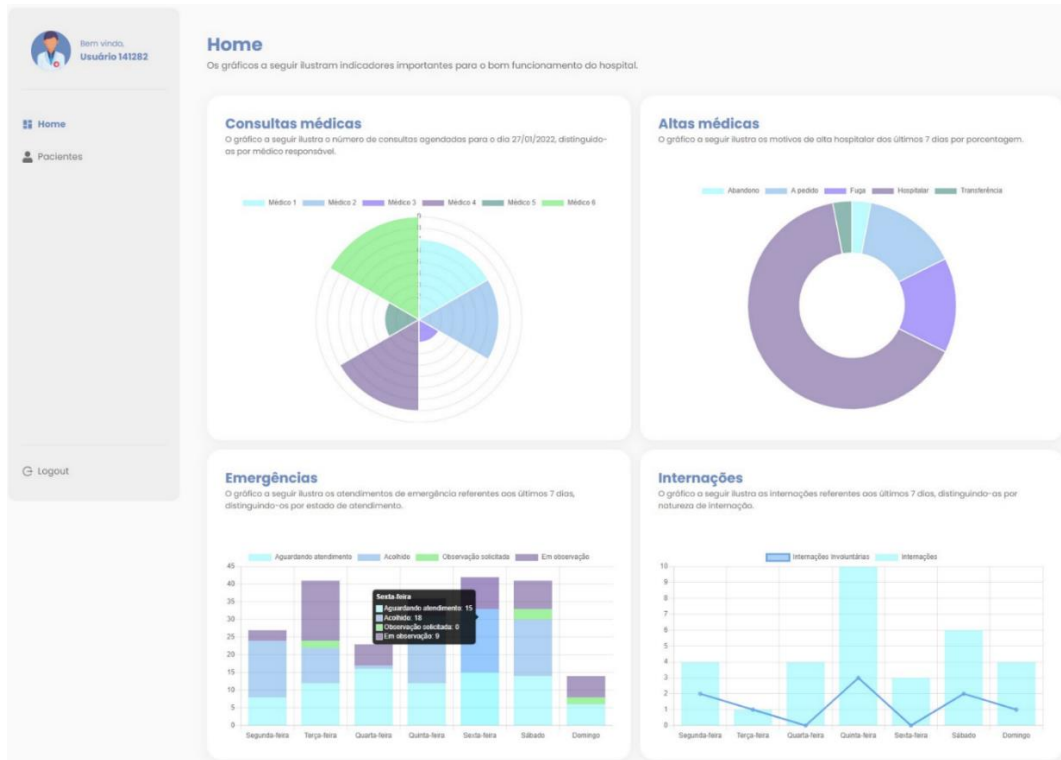 Bem vindo,
Usuário 141282
Home
Pacientes
Logout
Home
Os gráficos a seguir ilustram indicadores importantes para o bom funcionamento do hospital.
Consultas médicas
O gráfico a seguir ilustra o número de consultas agendadas para o dia 27/01/2022, distinguido-
as por médico responsável.
Médico 1 Médico 2 Médico 3 Médico 4 Médico 5 Médico 6
Altas médicas
O gráfico a seguir ilustra os motivos de alta hospitalar dos últimos 7 dias por porcentagem.
Abandono A pedido Fuga Hospitalar Transferência
Emergências
O gráfico a seguir ilustra os atendimentos de emergência referentes aos últimos 7 dias,
distinguindo-os por estado de atendimento.
Aguardando atendimento Acolhido Observação solicitada Em observação
45
40
35
30
25
20
15
10
5
0
Sexta-feira
Aguardando atendimento: 15
Acolhido: 18
Observação solicitada: 0
Em observação: 9
Segunda-feira Terça-feira Quarta-feira Quinta-feira Sexta-feira Sábado Domingo
Internações
O gráfico a seguir ilustra as internações referentes aos últimos 7 dias, distinguindo-as por
natureza de internação.
Internações Involuntárias Internações
10
9
8
7
6
5
4
3
2
1
0
Segunda-feira Terça-feira Quarta-feira Quinta-feira Sexta-feira Sábado Domingo